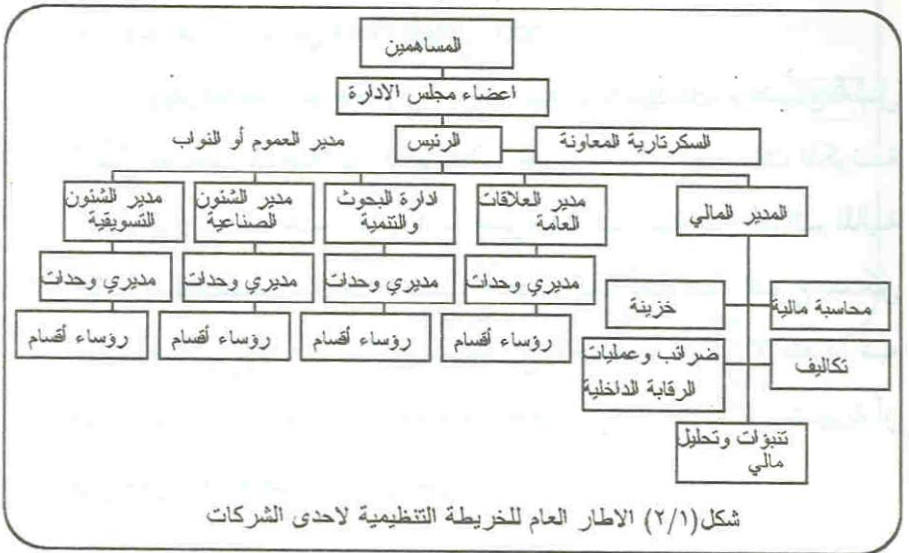 المساهمين
اعضاء مجلس الادارة
السكرتارية المعاونة
الرئيس
مدير العموم أو النواب
المدير المالي
مدير العلاقات
العامة
ادارة البحوث
والتنمية
مدير الشئون
الصناعية
مدير الشئون
التسويقية
مديري وحدات
مديري وحدات
مديري وحدات
مديري وحدات
رؤساء أقسام
رؤساء أقسام
رؤساء أقسام
رؤساء أقسام
محاسبة مالية
خزينة
تكاليف
ضرائب وعمليات
الرقابة الداخلية
تنبؤات وتحليل
مالي
شكل(٢/١) الاطار العام للخريطة التنظيمية لاحدى الشركات